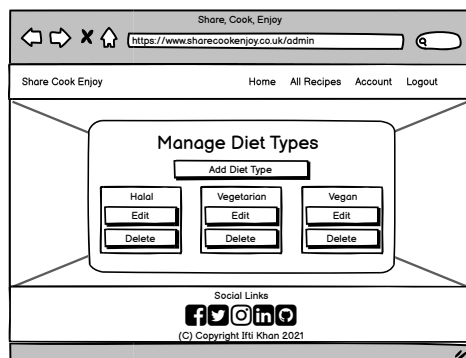 Share, Cook, Enjoy
https://www.sharecookenjoy.co.uk/admin
Share Cook Enjoy Home All Recipes Account Logout
Manage Diet Types
Add Diet Type
Halal Vegetarian Vegan
Edit Edit Edit
Delete Delete Delete
Social Links
(C) Copyright Ifti Khan 2021